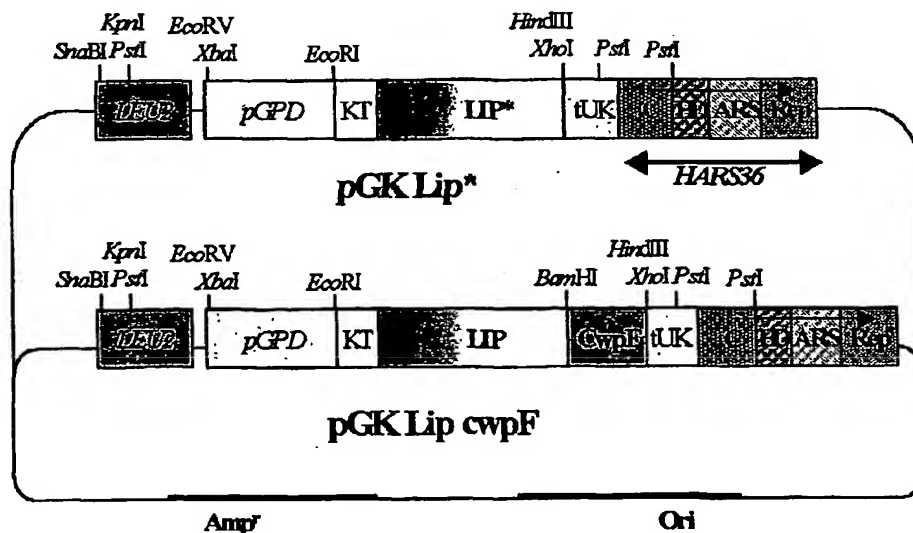 KpnI EcoRV HindIII
SnaBI PstI XbaI EcoRI XhoI PstI PstI
LEU2 pGPD KT LIP* tUK C HU ARS Rep
HARS36
pGK Lip*
KpnI EcoRV HindIII
SnaBI PstI XbaI EcoRI BamHI XhoI PstI PstI
LEU2 pGPD KT LIP CwpF tUK C HU ARS Rep
pGK Lip cwpF
Ampʳ Ori